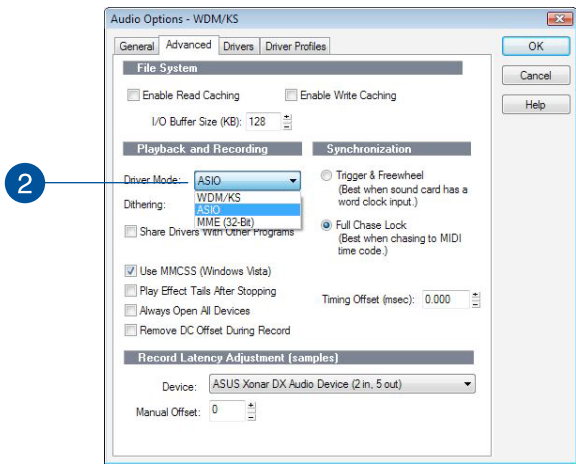 Audio Options - WDM/KS
General Advanced Drivers Driver Profiles
OK
Cancel
Help
File System
Enable Read Caching
Enable Write Caching
I/O Buffer Size (KB): 128
Playback and Recording
2
Driver Mode: ASIO
WDM/KS
ASIO
MME (32-Bit)
Dithering:
Share Drivers With Other Programs
Use MMCSS (Windows Vista)
Play Effect Tails After Stopping
Always Open All Devices
Remove DC Offset During Record
Synchronization
Trigger & Freewheel
(Best when sound card has a
word clock input.)
Full Chase Lock
(Best when chasing to MIDI
time code.)
Timing Offset (msec): 0.000
Record Latency Adjustment (samples)
Device: ASUS Xonar DX Audio Device (2 in, 5 out)
Manual Offset: 0